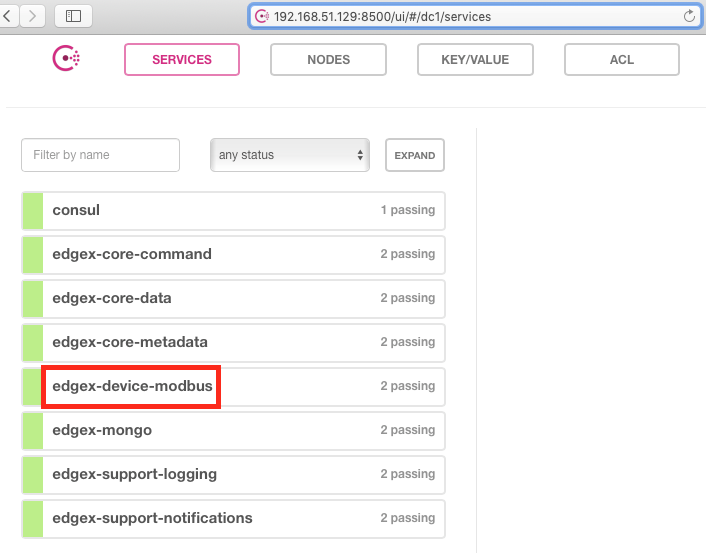 192.168.51.129:8500/ui/#/dc1/services
SERVICES NODES KEY/VALUE ACL
Filter by name any status EXPAND
consul 1 passing
edgex-core-command 2 passing
edgex-core-data 2 passing
edgex-core-metadata 2 passing
edgex-device-modbus 2 passing
edgex-mongo 2 passing
edgex-support-logging 2 passing
edgex-support-notifications 2 passing